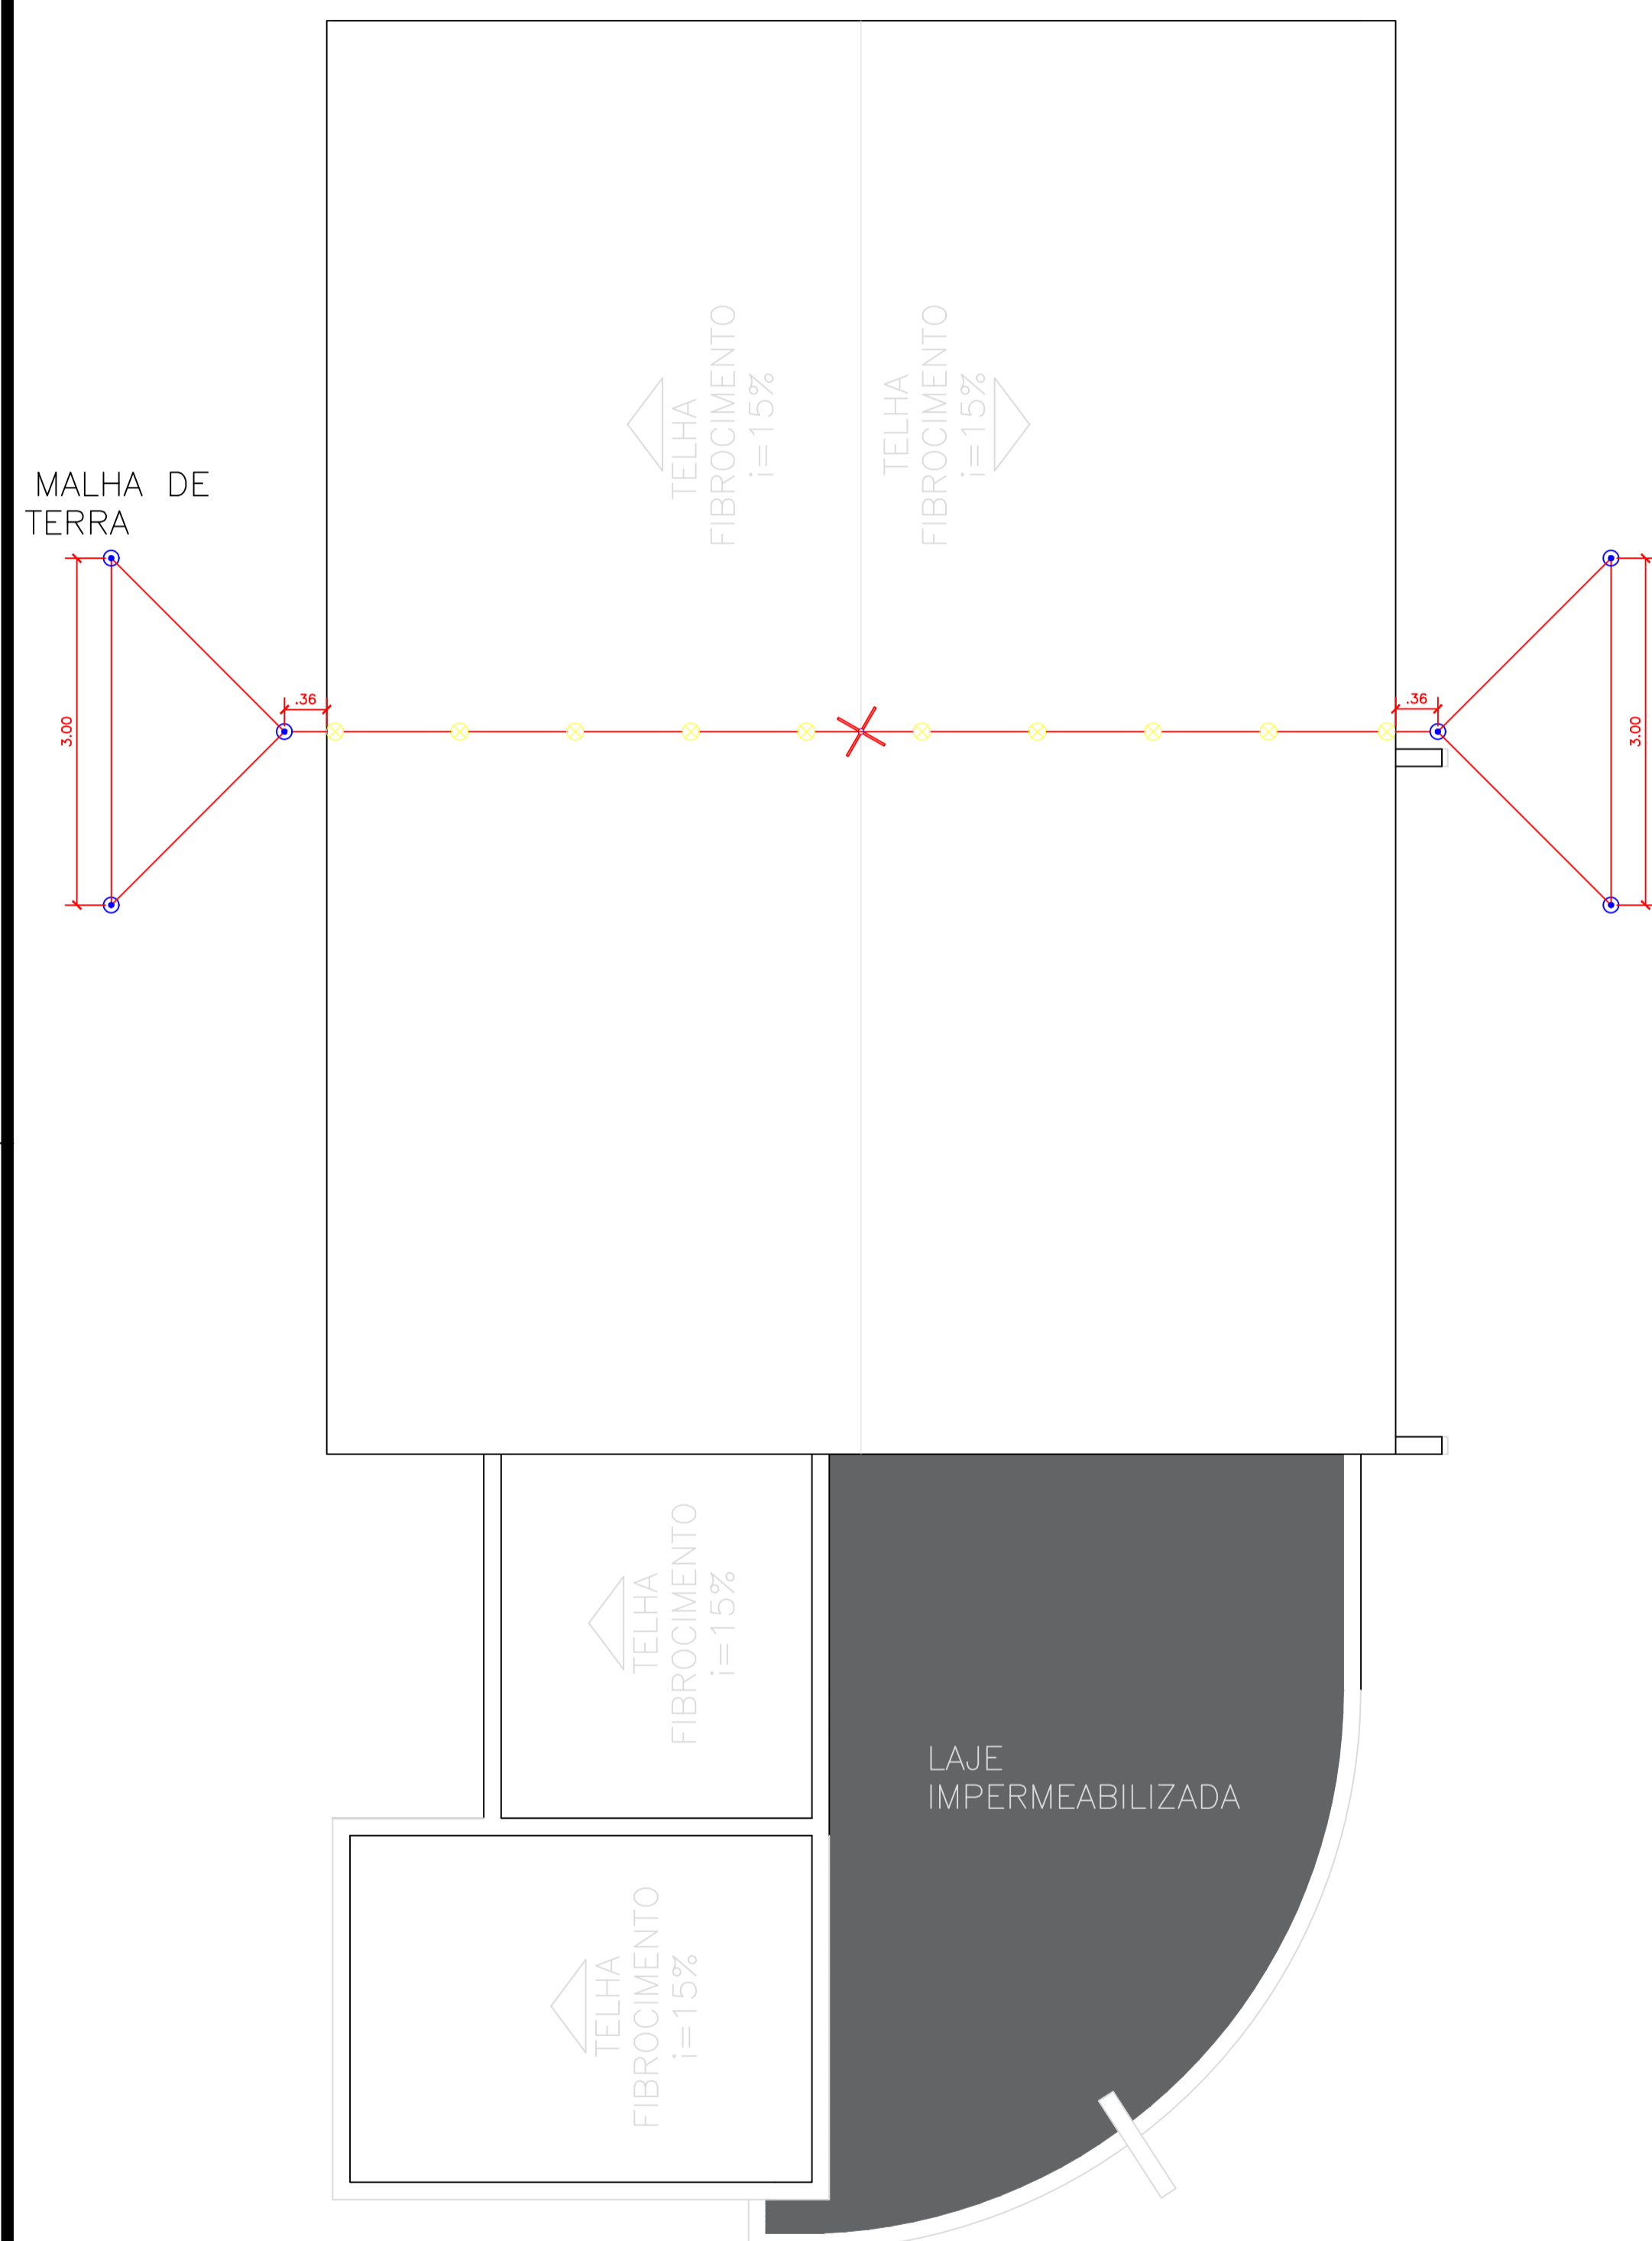 TELHA
FIBROCIMENTO
i=15%
TELHA
FIBROCIMENTO
i=15%
MALHA DE
TERRA
.36
.36
3.00
3.00
TELHA
FIBROCIMENTO
i=15%
LAJE
IMPERMEABILIZADA
TELHA
FIBROCIMENTO
i=15%